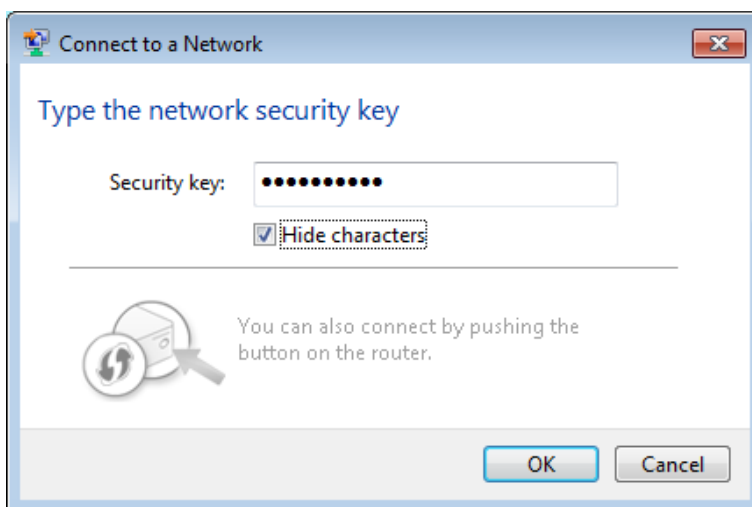 Connect to a Network
Type the network security key
Security key: ●●●●●●●●●●
Hide characters
You can also connect by pushing the
button on the router.
OK Cancel